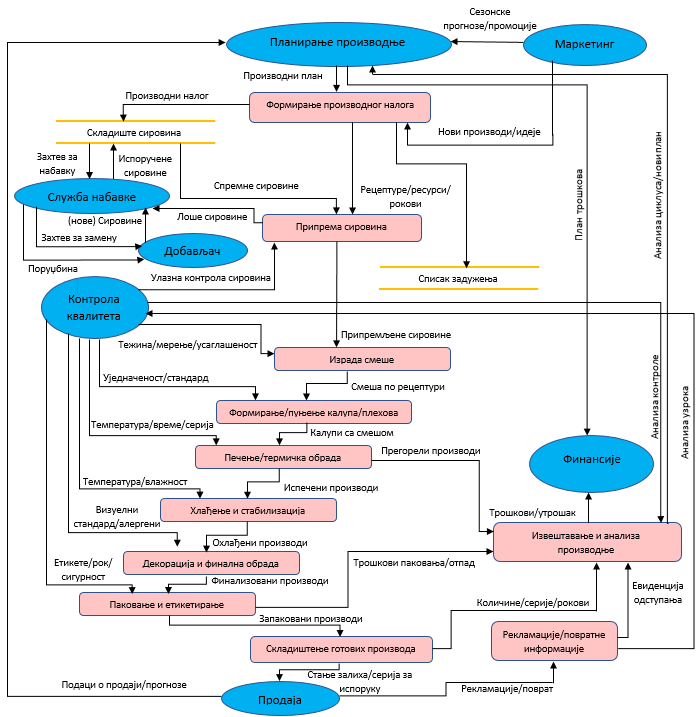 Сезонске
прогнозе/промоције
Планирање производње
Маркетинг
Производни план
Производни налог
Формирање производног налога
Складиште сировина
Нови производи/идеје
Захтев за
набавку
Испоручене
сировине
Спремне сировине
Рецептуре/ресурси/
рокови
Служба набавке
(нове) Сировине
Лоше сировине
Припрема сировина
Захтев за замену
Добављач
Поруџбина
Улазна контрола сировина
Списак задужења
План трошкова
Анализа циклуса/нови план
Контрола
квалитета
Припремљене сировине
Тежина/мерење/усаглашеност
Израда смеше
Анализа контроле
Анализа узрока
Уједначеност/стандард
Смеша по рецептури
Формирање/пуњење калупа/плехова
Температура/време/серија
Калупи са смешом
Прегорели производи
Печење/термичка обрада
Финансије
Температура/влажност
Испечени производи
Хлађење и стабилизација
Трошкови/утрошак
Визуелни
стандард/алергени
Охлађени производи
Извештавање и анализа
производње
Декорација и финална обрада
Етикете/рок/
сигурност
Финализовани производи
Трошкови паковања/отпад
Паковање и етикетирање
Количине/серије/рокови
Евиденција
одступања
Запаковани производи
Складиштење готових производа
Рекламације/повратне
информације
Стање залиха/серија за
испоруку
Подаци о продаји/прогнозе
Продаја
Рекламације/поврат